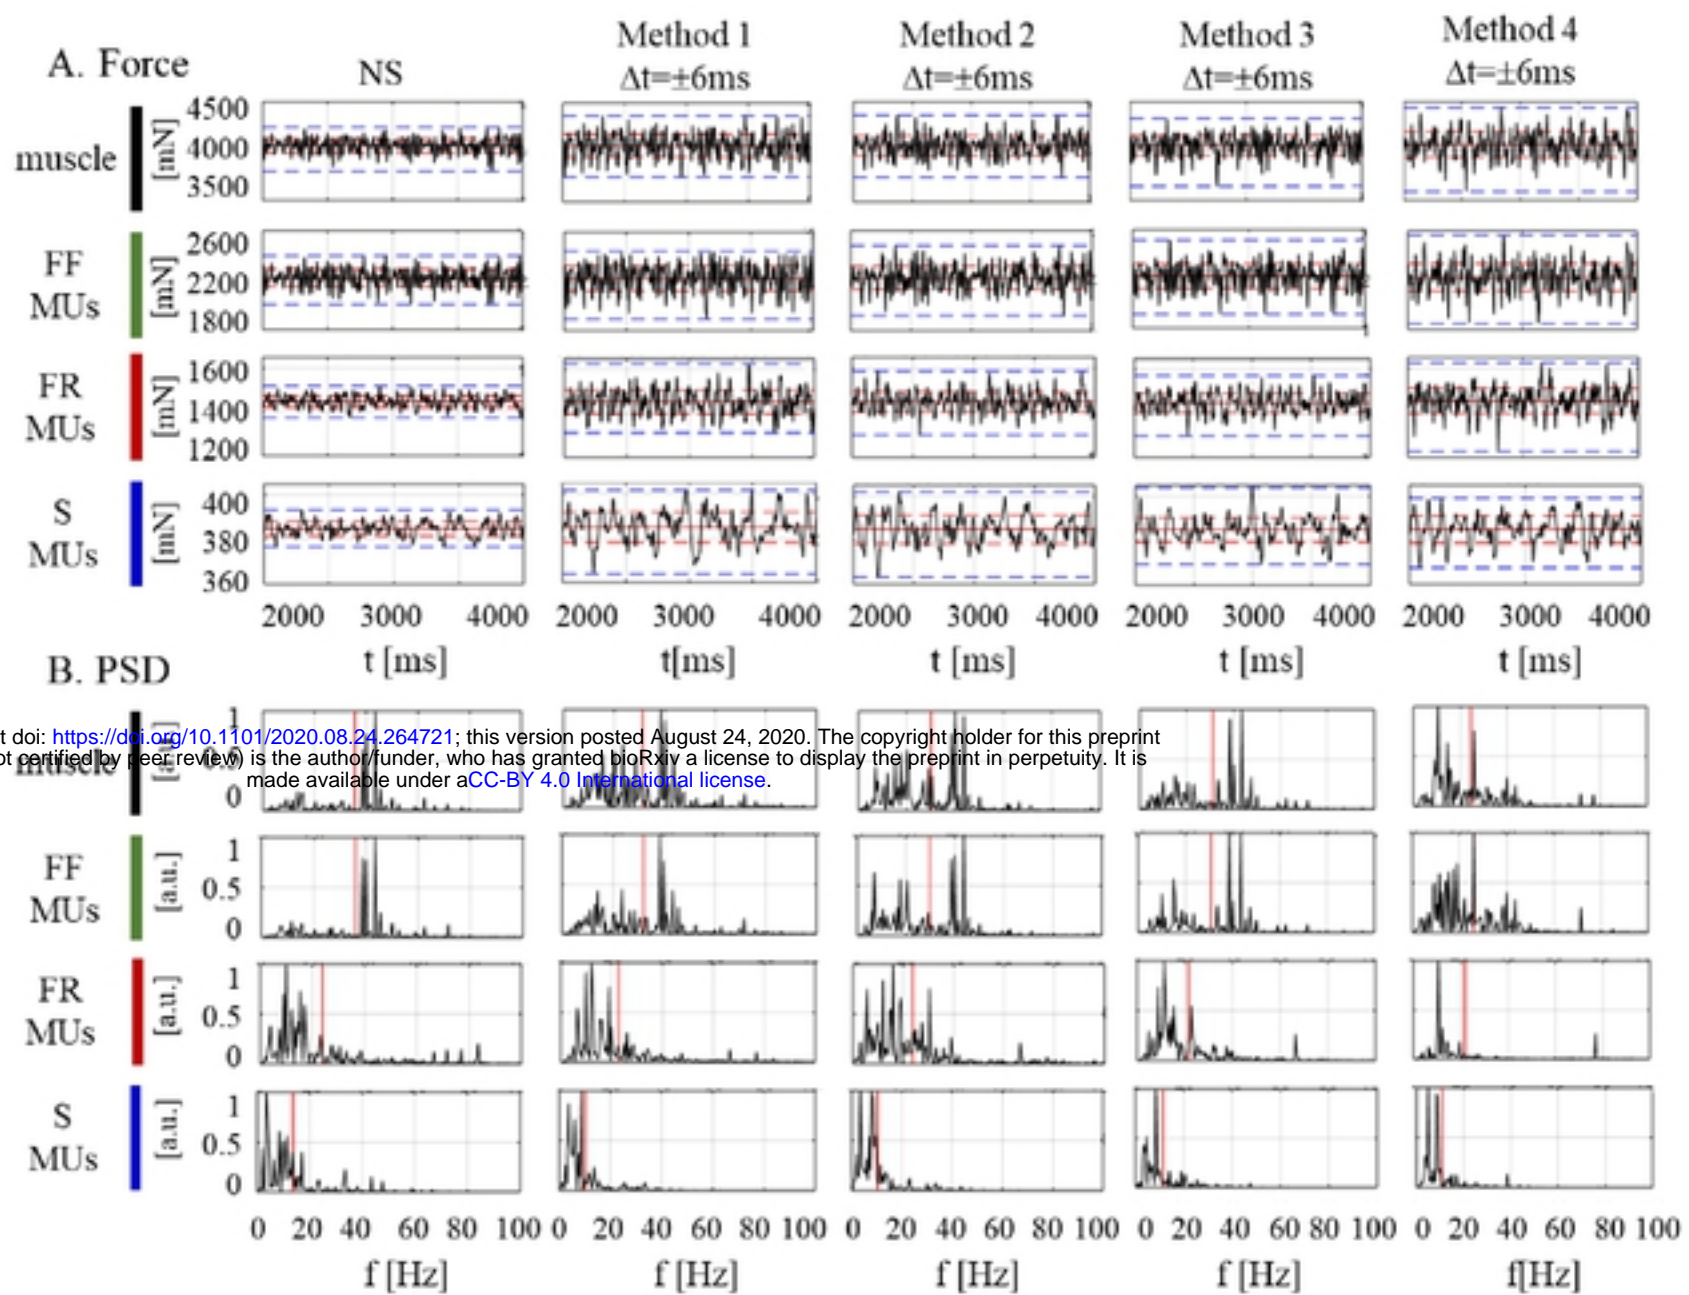 Method 1 Method 2 Method 3 Method 4
A. Force NS Δt=±6ms Δt=±6ms Δt=±6ms Δt=±6ms
muscle [mN] 4500 4000 3500
FF MUs [mN] 2600 2200 1800
FR MUs [mN] 1600 1400 1200
S MUs [mN] 400 380 360
2000 3000 4000 2000 3000 4000 2000 3000 4000 2000 3000 4000 2000 3000 4000
t [ms] t[ms] t [ms] t [ms] t [ms]
B. PSD
t doi: https://doi.org/10.1101/2020.08.24.264721; this version posted August 24, 2020. The copyright holder for this preprint
ot certified by peer review) is the author/funder, who has granted bioRxiv a license to display the preprint in perpetuity. It is
made available under aCC-BY 4.0 International license.
muscle [a.u.] 1 0.5 0
FF MUs [a.u.] 1 0.5 0
FR MUs [a.u.] 1 0.5 0
S MUs [a.u.] 1 0.5 0
0 20 40 60 80 100 0 20 40 60 80 100 0 20 40 60 80 100 0 20 40 60 80 100 0 20 40 60 80 100
f [Hz] f [Hz] f [Hz] f [Hz] f[Hz]